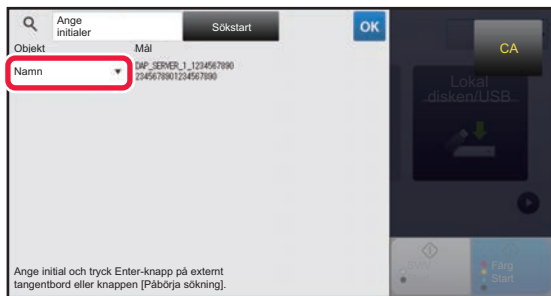 Ange
initialer
Sökstart
OK
CA
Objekt
Mål
Namn
DAP_SERVER_1_1234567890
2345678901234567890
Lokal
disken/USB
Färg
Start
Ange initial och tryck Enter-knapp på externt
tangentbord eller knappen [Påbörja sökning].